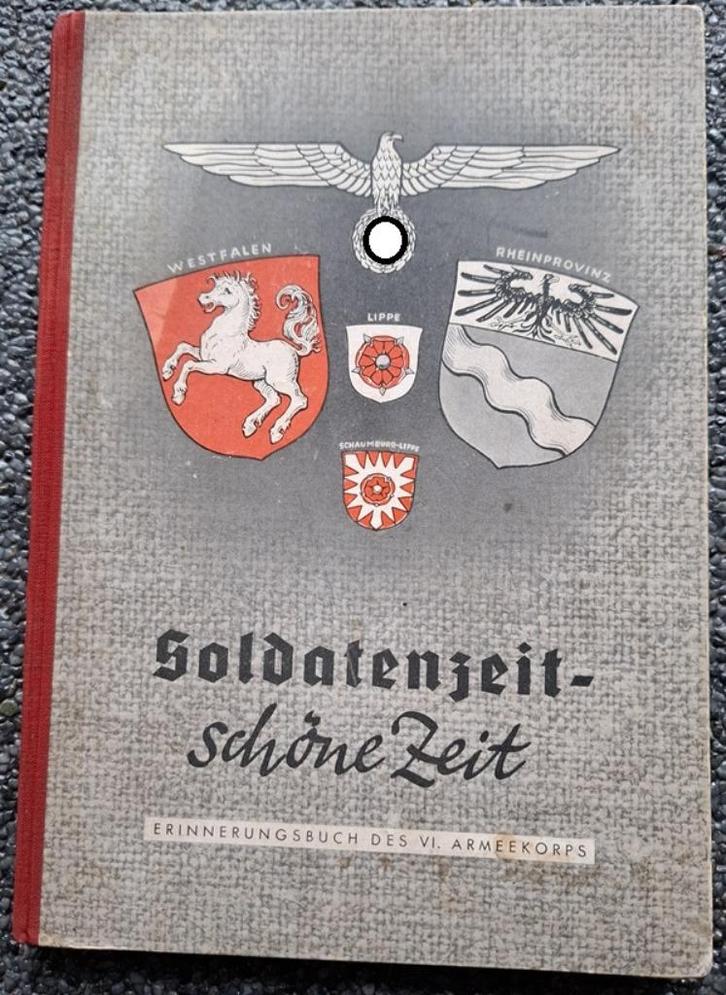 WESTFALEN
RHEINPROVINZ
LIPPE
SCHAUMBURG-LIPPE
Soldatenzeit-
schöne Zeit
ERINNERUNGSBUCH DES VI. ARMEEKORPS